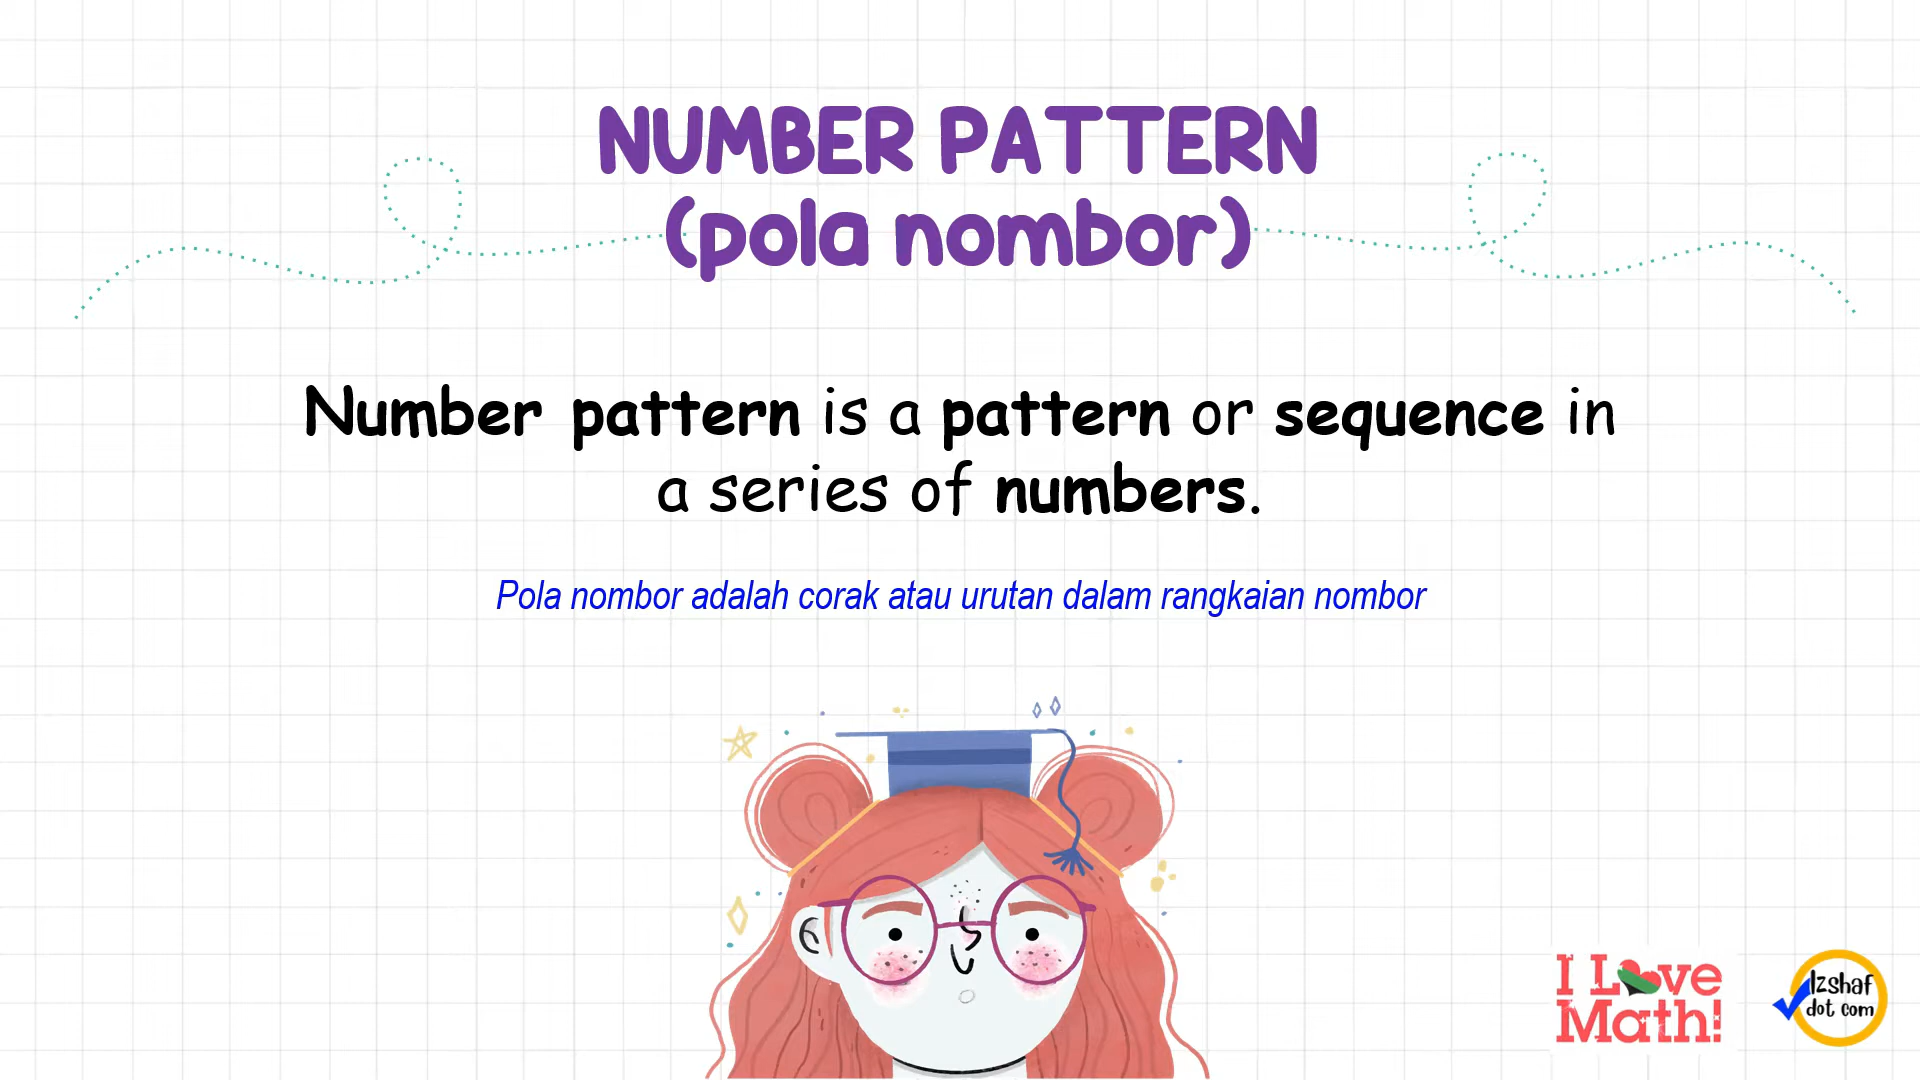 NUMBER PATTERN
(pola nombor)
Number pattern is a pattern or sequence in
a series of numbers.
Pola nombor adalah corak atau urutan dalam rangkaian nombor
I Love
Math!
Izshaf
dot com